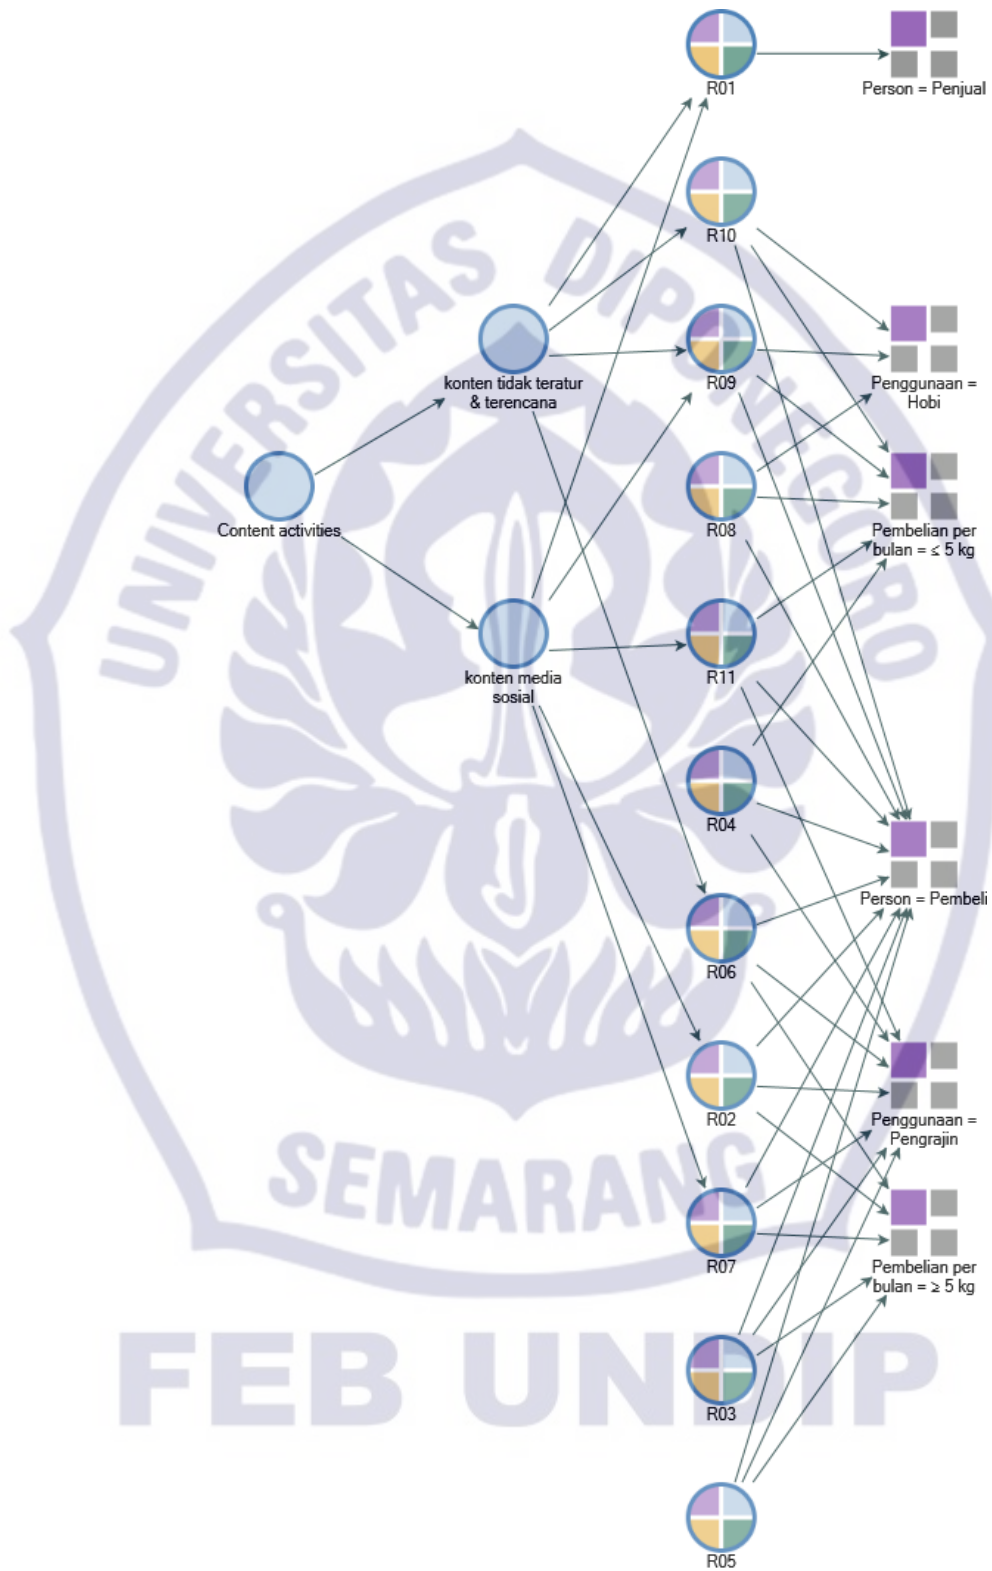 R01
Person = Penjual
R10
R09
Penggunaan =
Hobi
konten tidak teratur
& terencana
R08
Pembelian per
bulan = ≤ 5 kg
Content activities
R11
konten media
sosial
R04
Person = Pembeli
R06
R02
Penggunaan =
Pengrajin
R07
Pembelian per
bulan = ≥ 5 kg
R03
R05
UNIVERSITAS DIPONEGORO
SEMARANG
FEB UNDIP